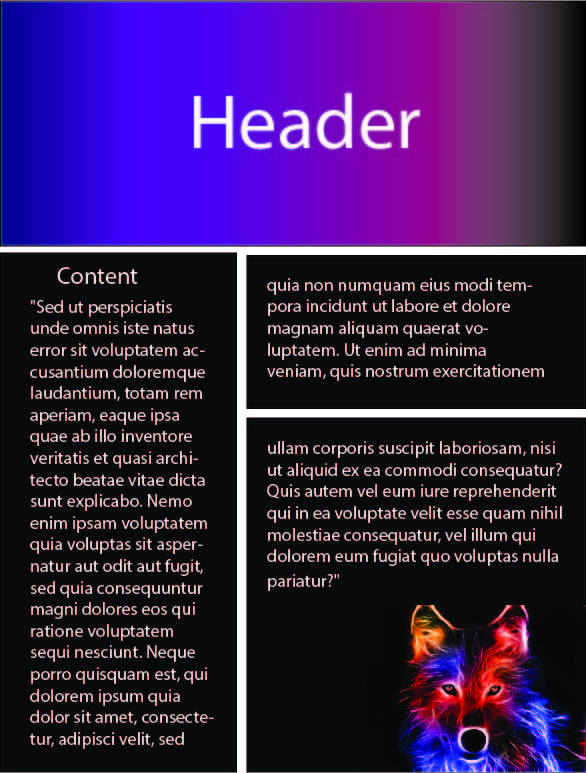 Header
Content
"Sed ut perspiciatis
unde omnis iste natus
error sit voluptatem ac-
cusantium doloremque
laudantium, totam rem
aperiam, eaque ipsa
quae ab illo inventore
veritatis et quasi archi-
tecto beatae vitae dicta
sunt explicabo. Nemo
enim ipsam voluptatem
quia voluptas sit asper-
natur aut odit aut fugit,
sed quia consequuntur
magni dolores eos qui
ratione voluptatem
sequi nesciunt. Neque
porro quisquam est, qui
dolorem ipsum quia
dolor sit amet, consecte-
tur, adipisci velit, sed
quia non numquam eius modi tem-
pora incidunt ut labore et dolore
magnam aliquam quaerat vo-
luptatem. Ut enim ad minima
veniam, quis nostrum exercitationem
ullam corporis suscipit laboriosam, nisi
ut aliquid ex ea commodi consequatur?
Quis autem vel eum iure reprehenderit
qui in ea voluptate velit esse quam nihil
molestiae consequatur, vel illum qui
dolorem eum fugiat quo voluptas nulla
pariatur?"